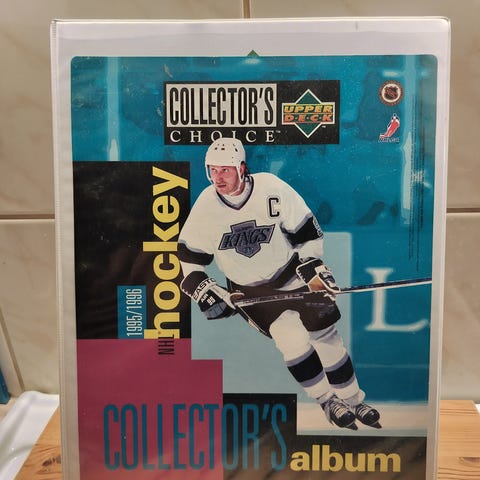 COLLECTOR'S
CHOICE
UPPER
DECK
C
KINGS
1995/1996
NHL hockey
COLLECTOR'S
album